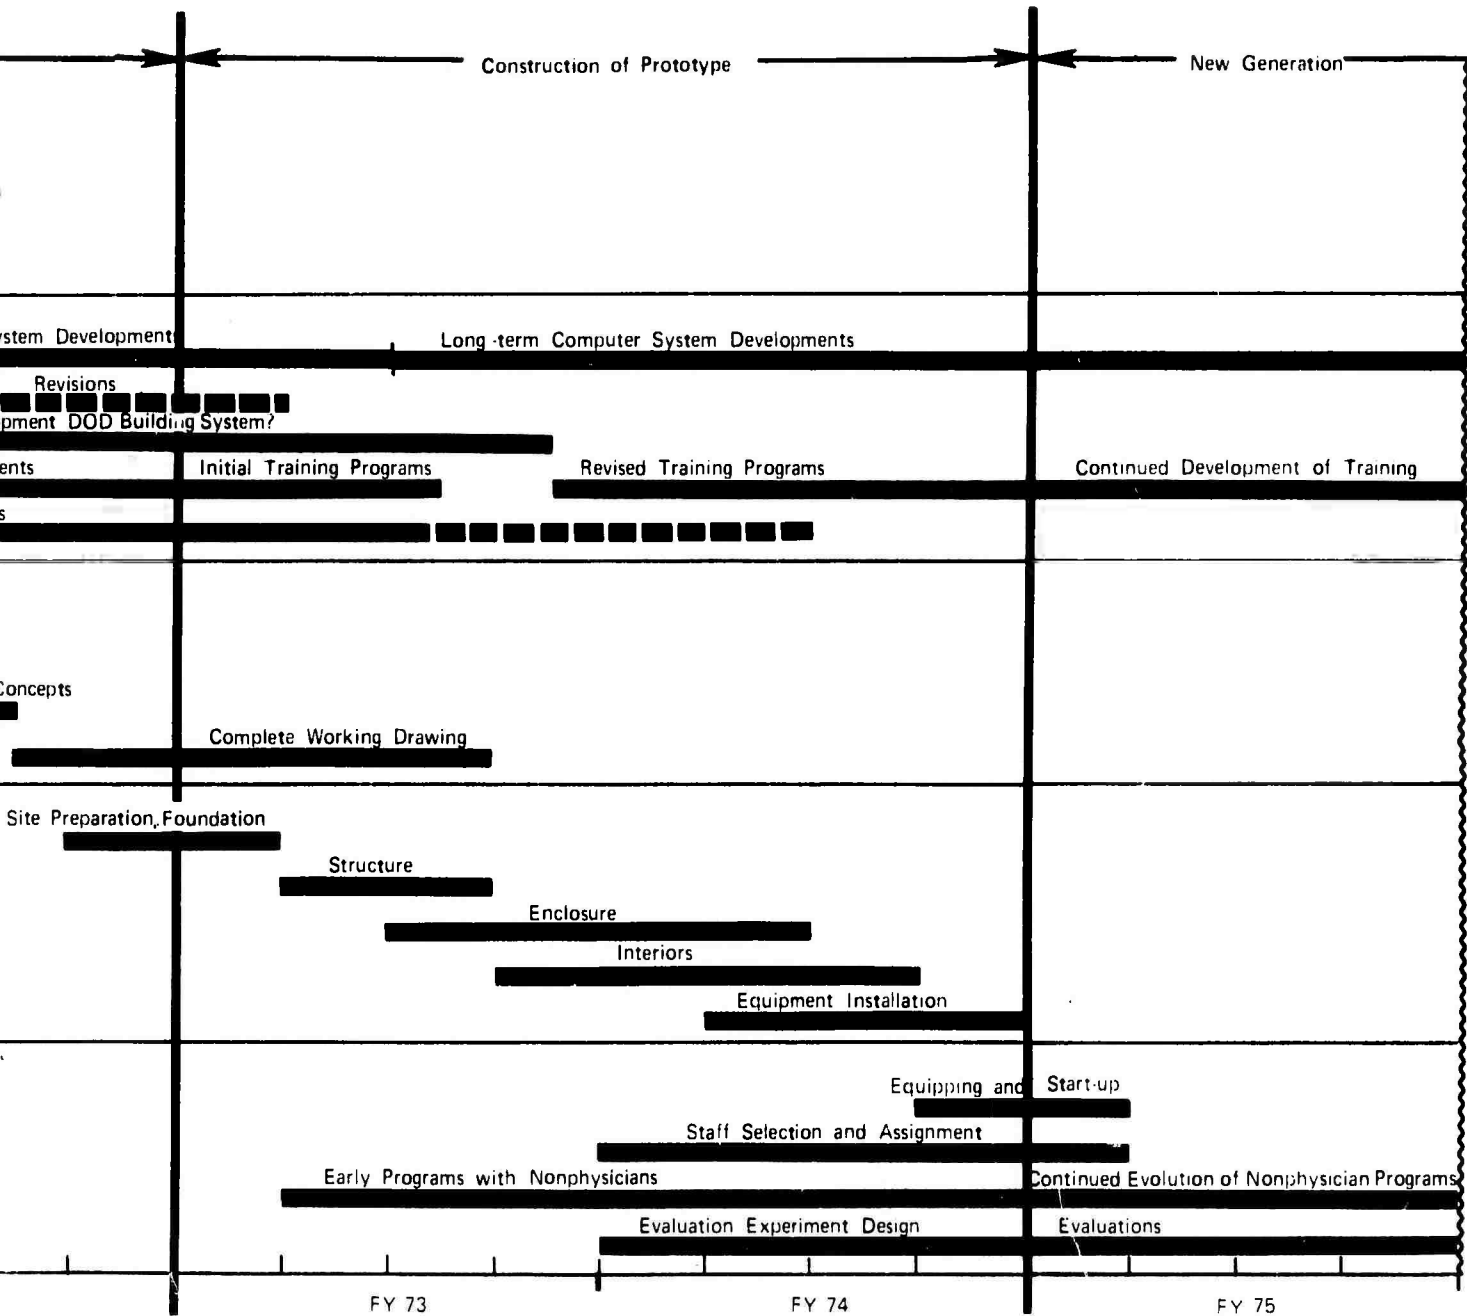 Construction of Prototype
New Generation
ystem Developments
Long-term Computer System Developments
Revisions
pment DOD Building System?
ents
Initial Training Programs
Revised Training Programs
Continued Development of Training
s
Concepts
Complete Working Drawing
Site Preparation, Foundation
Structure
Enclosure
Interiors
Equipment Installation
Equipping and Start-up
Staff Selection and Assignment
Early Programs with Nonphysicians
Continued Evolution of Nonphysician Programs
Evaluation Experiment Design
Evaluations
FY 73
FY 74
FY 75